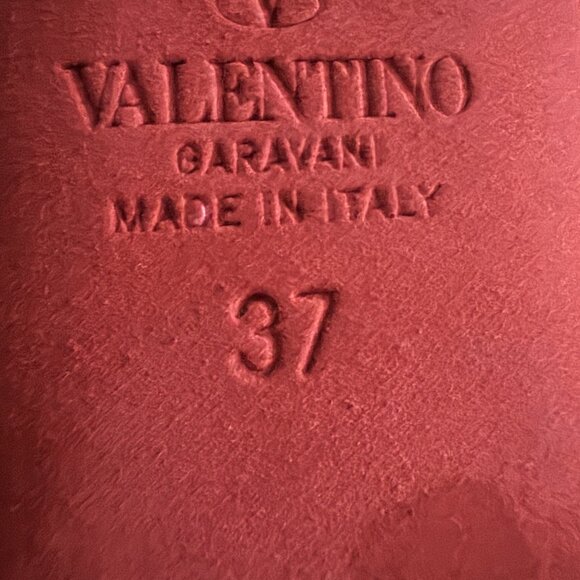 V
VALENTINO
GARAVANI
MADE IN ITALY
37